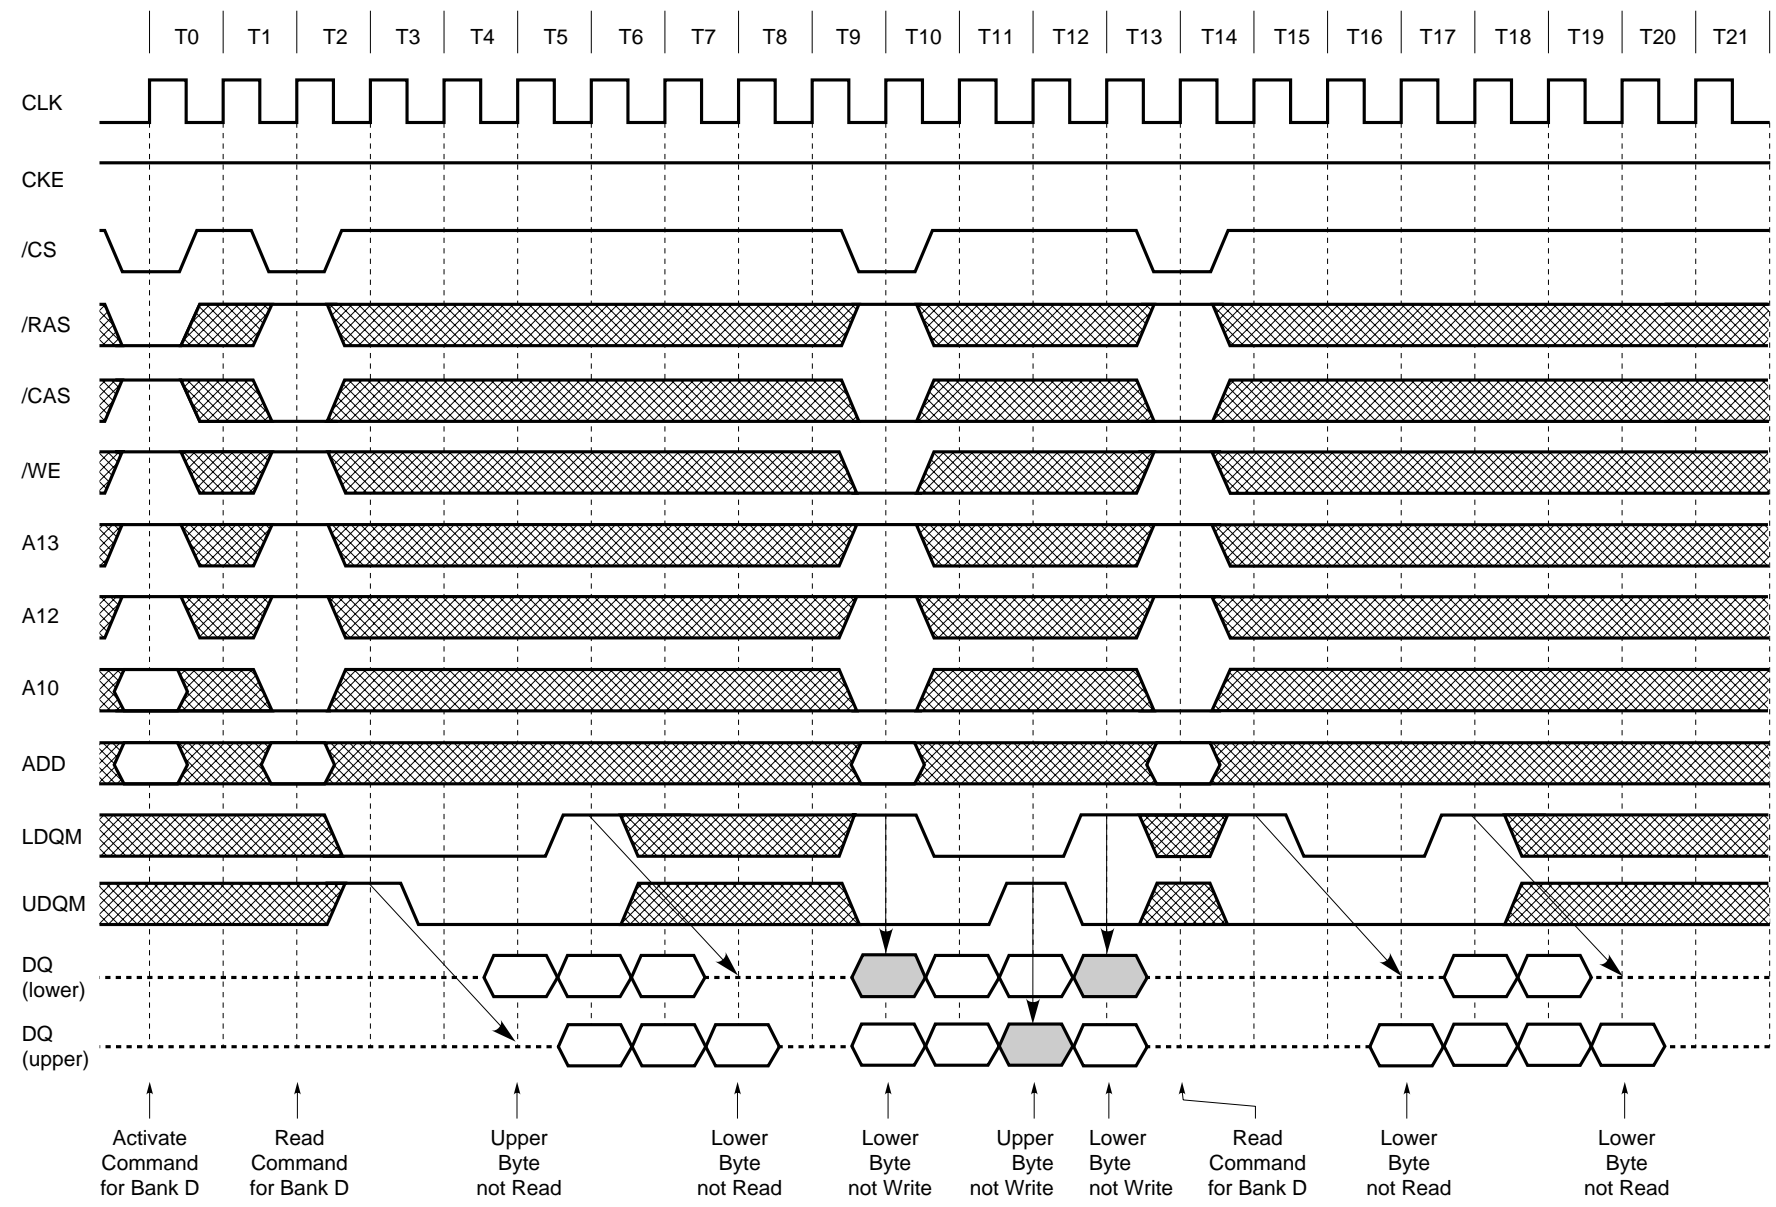 T0 T1 T2 T3 T4 T5 T6 T7 T8 T9 T10 T11 T12 T13 T14 T15 T16 T17 T18 T19 T20 T21
CLK
CKE
/CS
/RAS
/CAS
/WE
A13
A12
A10
ADD
LDQM
UDQM
DQ
(lower)
DQ
(upper)
Activate
Command
for Bank D
Read
Command
for Bank D
Upper
Byte
not Read
Lower
Byte
not Read
Lower
Byte
not Write
Upper
Byte
not Write
Lower
Byte
not Write
Read
Command
for Bank D
Lower
Byte
not Read
Lower
Byte
not Read